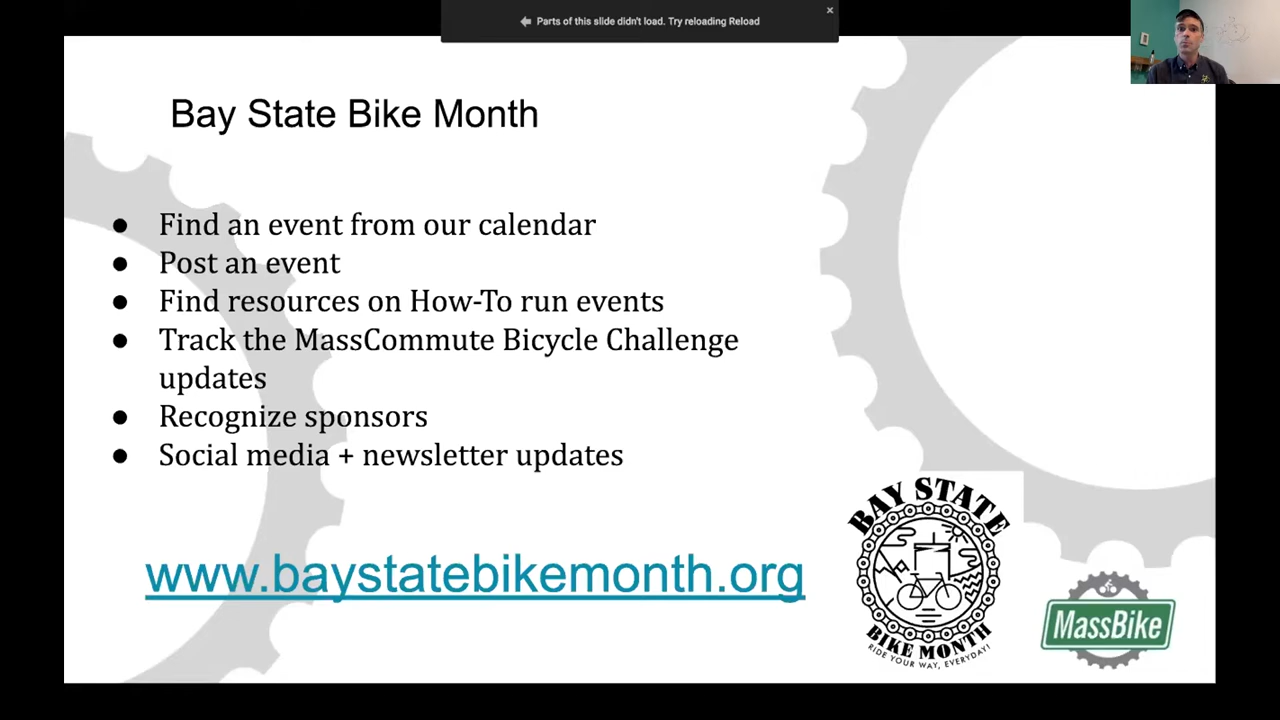 Parts of this slide didn't load. Try reloading Reload
Bay State Bike Month
● Find an event from our calendar
● Post an event
● Find resources on How-To run events
● Track the MassCommute Bicycle Challenge
updates
● Recognize sponsors
● Social media + newsletter updates
www.baystatebikemonth.org
BAY STATE
BIKE MONTH
RIDE YOUR WAY, EVERYDAY!
MassBike